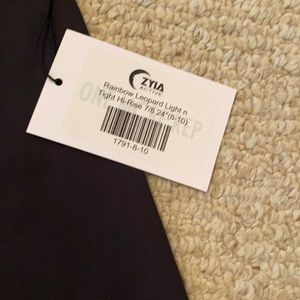 ZYIA
ACTIVE
Rainbow Leopard Light n
Tight Hi-Rise 7/8 24"(8-10)
1791-8-10